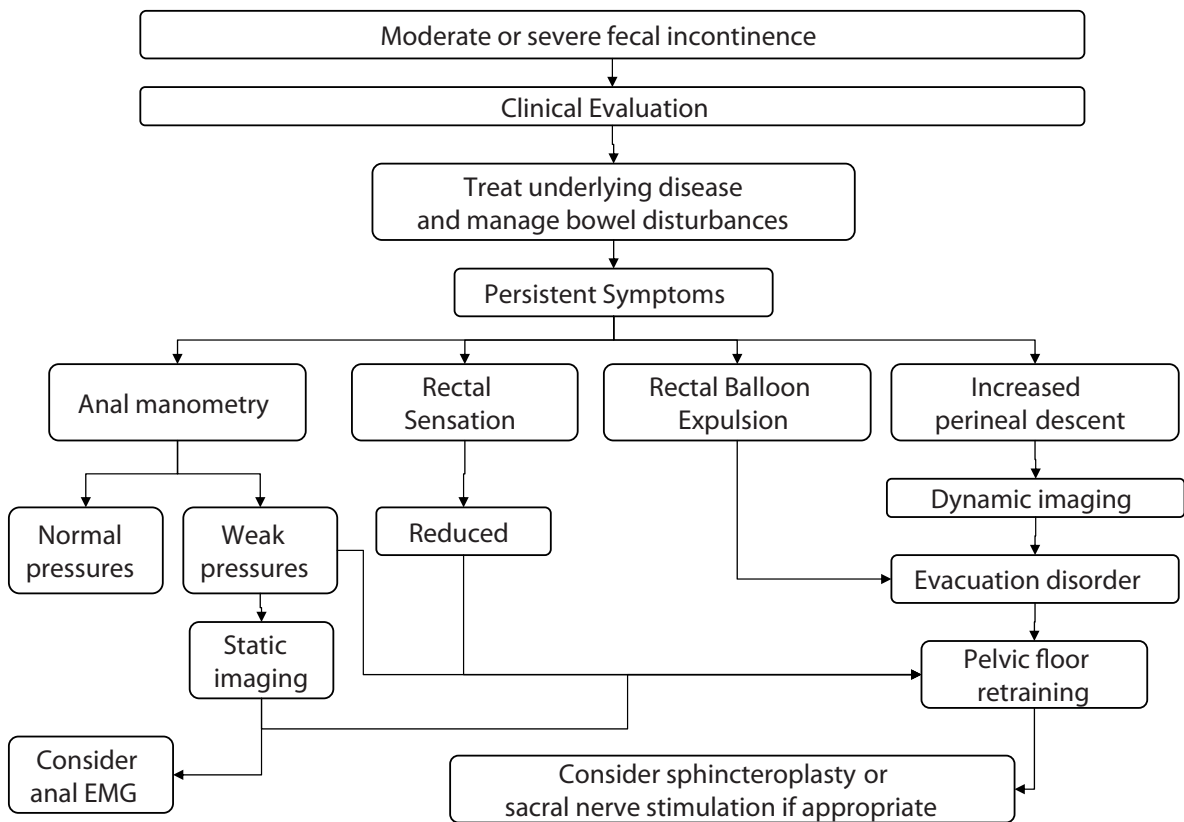 Moderate or severe fecal incontinence
Clinical Evaluation
Treat underlying disease
and manage bowel disturbances
Persistent Symptoms
Anal manometry
Rectal
Sensation
Rectal Balloon
Expulsion
Increased
perineal descent
Normal
pressures
Weak
pressures
Reduced
Dynamic imaging
Evacuation disorder
Static
imaging
Pelvic floor
retraining
Consider
anal EMG
Consider sphincteroplasty or
sacral nerve stimulation if appropriate